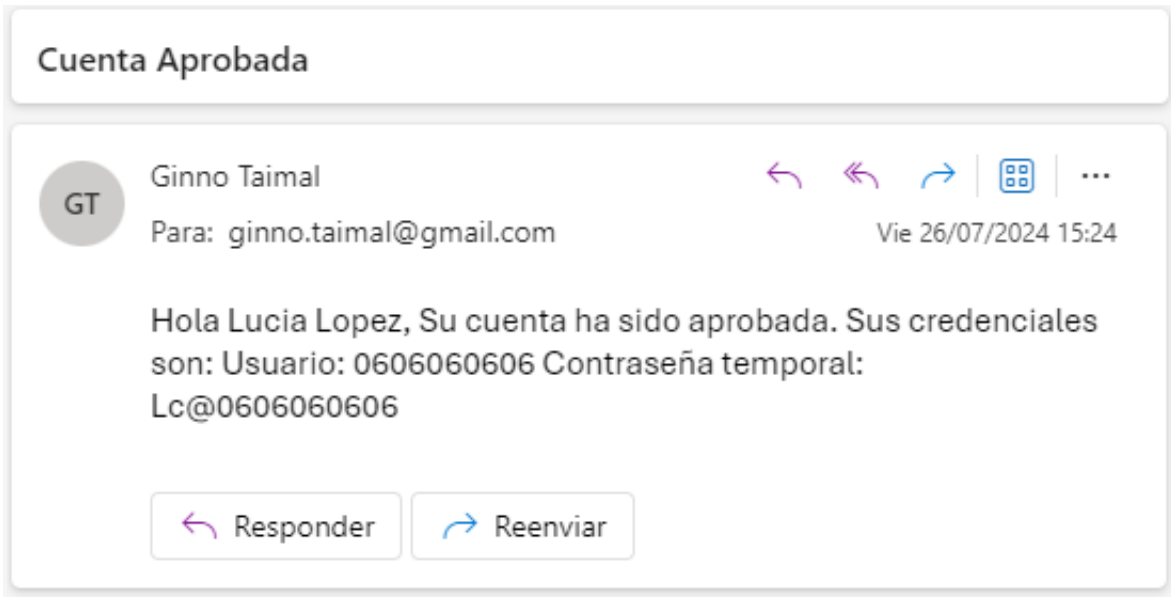 Cuenta Aprobada
GT
Ginno Taimal
Para: ginno.taimal@gmail.com
Vie 26/07/2024 15:24
Hola Lucia Lopez, Su cuenta ha sido aprobada. Sus credenciales
son: Usuario: 0606060606 Contraseña temporal:
Lc@0606060606
Responder
Reenviar